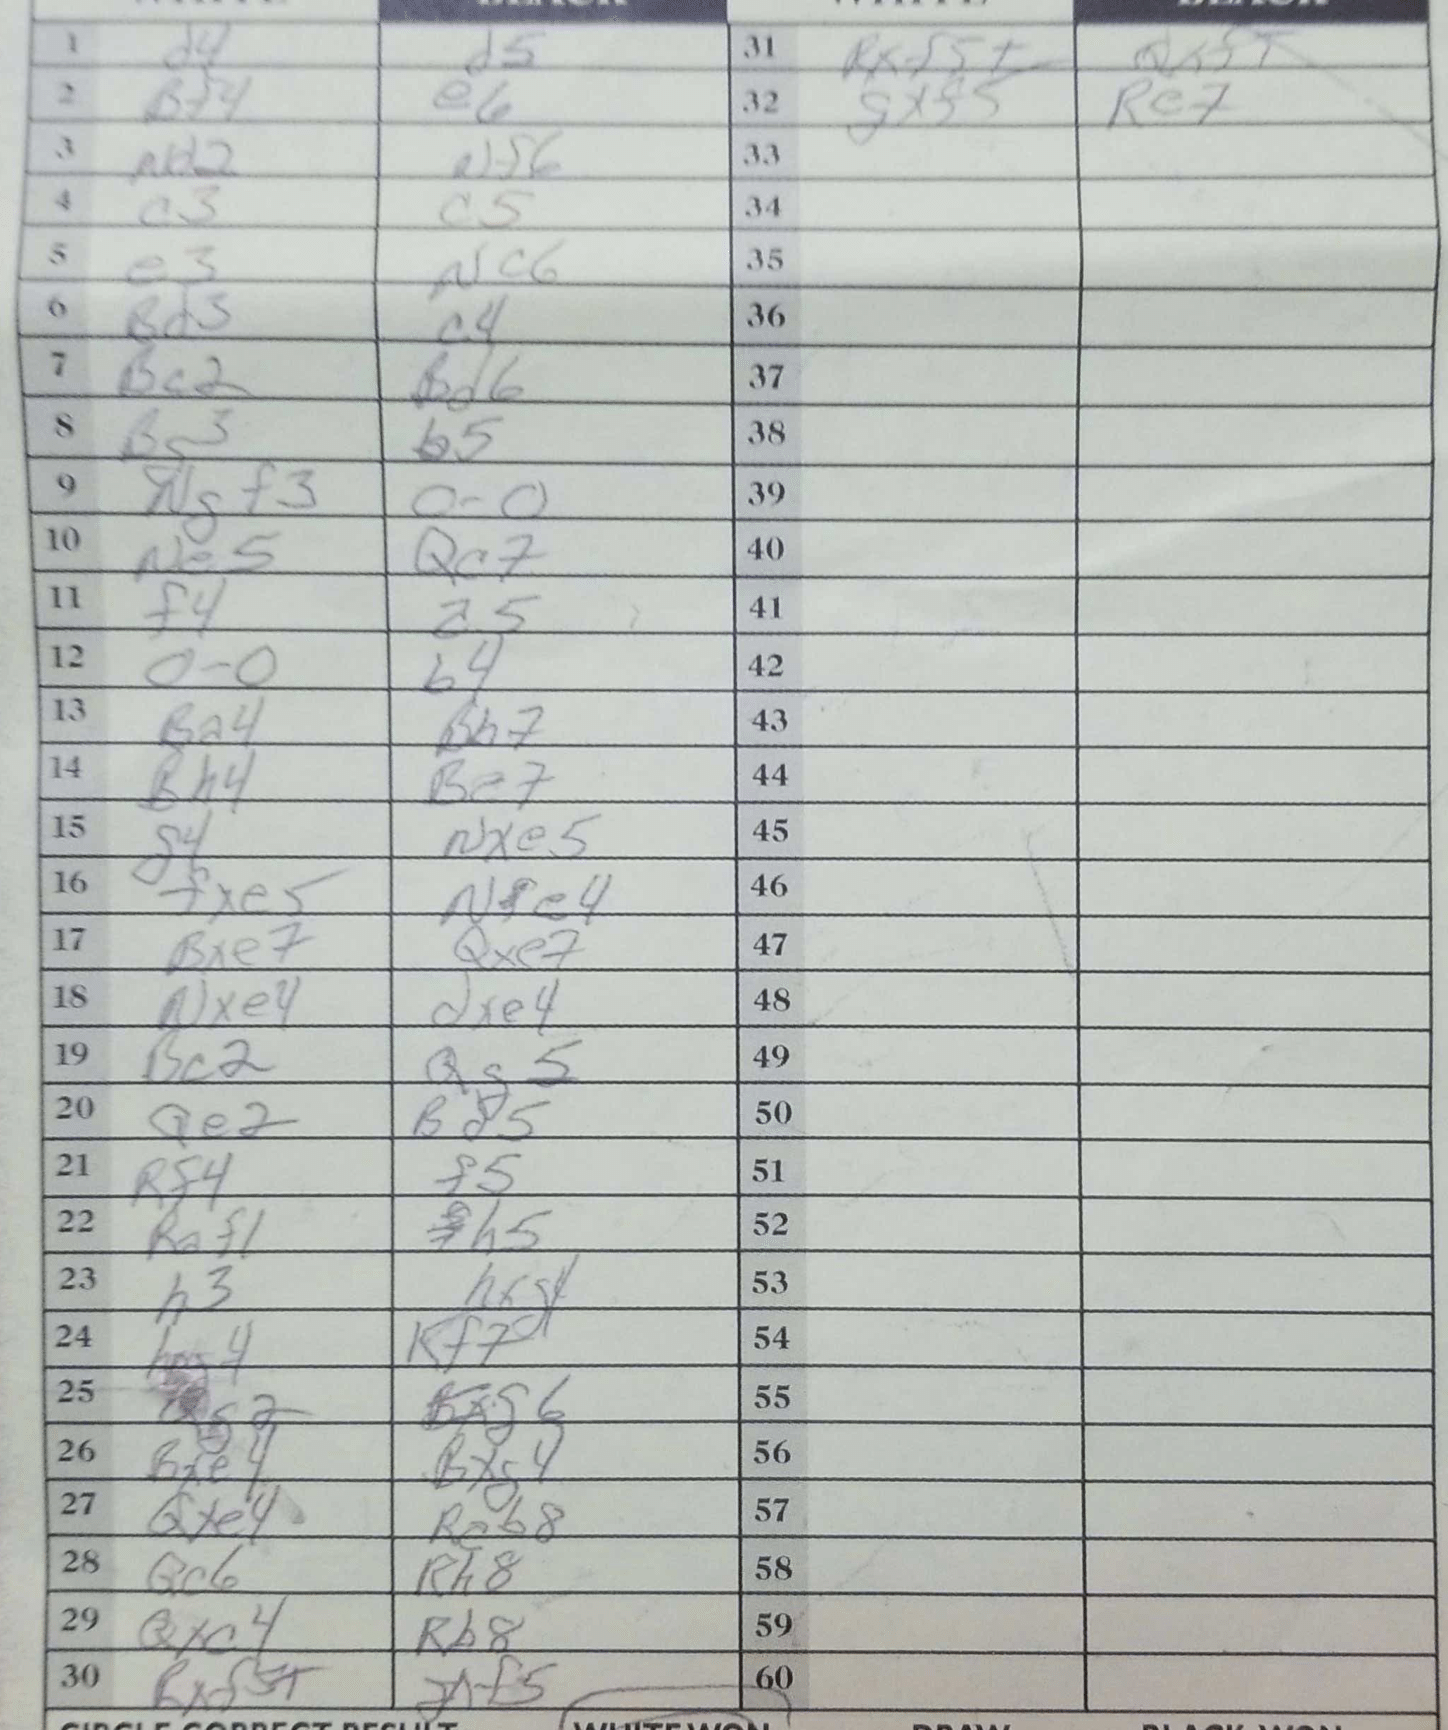 WHITE BLACK WHITE BLACK
1 d4 d5 31 Rxf5+ Qxf5
2 Bf4 e6 32 gxf5 Re7
3 Nd2 Nf6 33
4 c3 c5 34
5 e3 Nc6 35
6 Bd3 c4 36
7 Bc2 Bd6 37
8 Bg3 b5 38
9 Ngf3 0-0 39
10 Ne5 Qc7 40
11 f4 a5 41
12 0-0 b4 42
13 Ba4 Bb7 43
14 Bh4 Be7 44
15 g4 Nxe5 45
16 fxe5 Ne4 46
17 Bxe7 Qxe7 47
18 Nxe4 dxe4 48
19 Bc2 Qg5 49
20 Qe2 Bd5 50
21 Rf4 f5 51
22 Raf1 h5 52
23 h3 hxg4 53
24 hxg4 Kf7 54
25 g2 g6 55
26 Bxe4 Bxg4 56
27 Qxe4 Rab8 57
28 Qc6 Rh8 58
29 Qxc4 Rb8 59
30 Rxf5+ gxf5 60
CIRCLE CORRECT RESULT WHITE WON DRAW BLACK WON